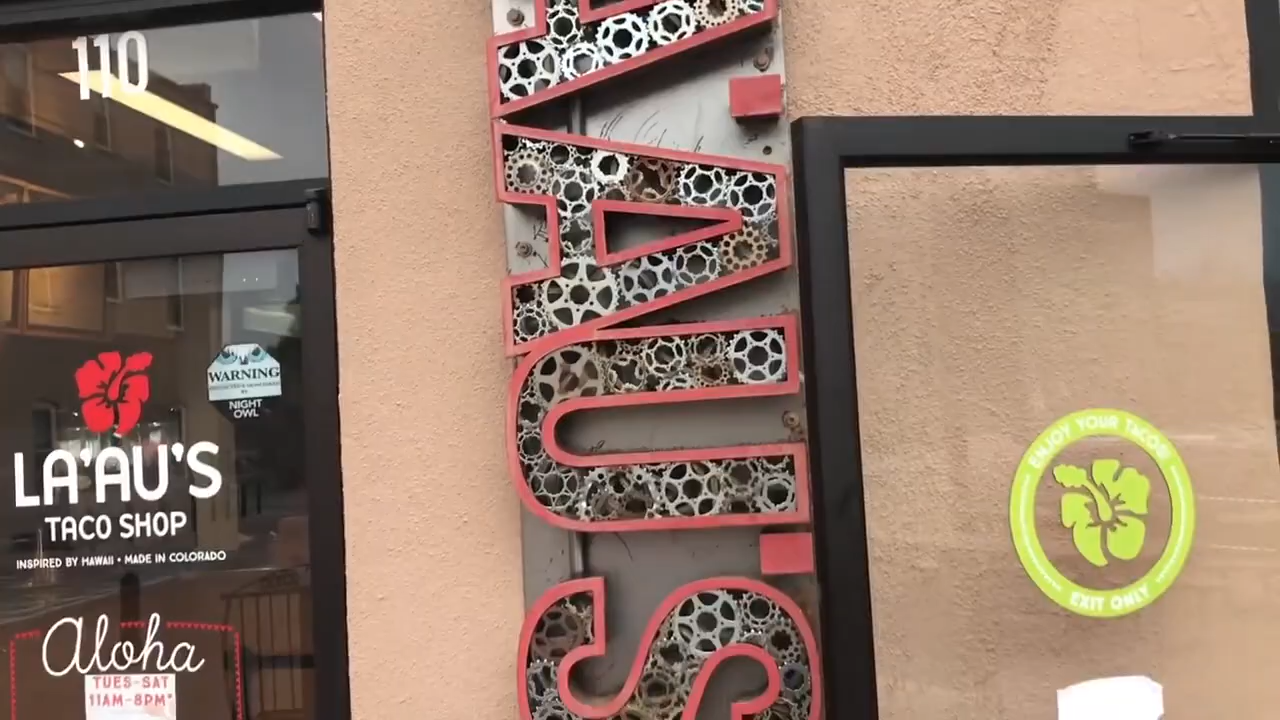 110
LA'AU'S
TACO SHOP
INSPIRED BY HAWAII • MADE IN COLORADO
Aloha
TUES-SAT
11AM-8PM*
WARNING
NIGHT
OWL
A'AU'S
ENJOY YOUR TACOS!
EXIT ONLY